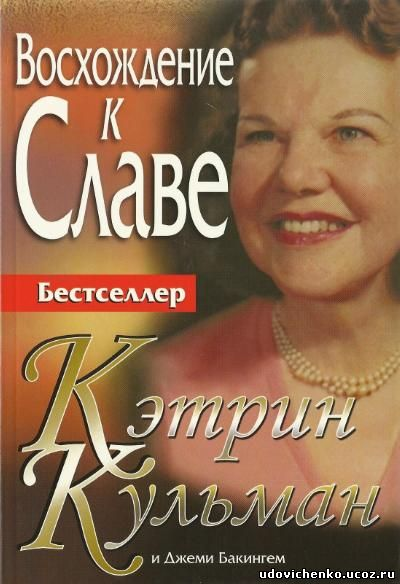 Восхождение
к
Славе
Бестселлер
Кэтрин
Кульман
и Джеми Бакингем
udovichenko.ucoz.ru